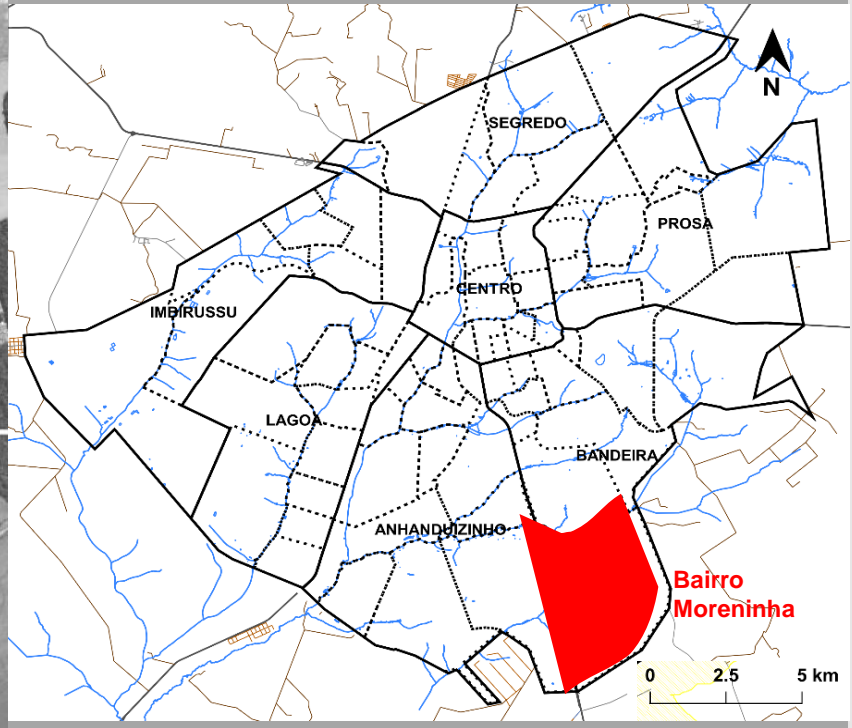 N
SEGREDO
PROSA
CENTRO
IMBIRUSSU
LAGOA
BANDEIRA
ANHANDUIZINHO
Bairro
Moreninha
0 2.5 5 km